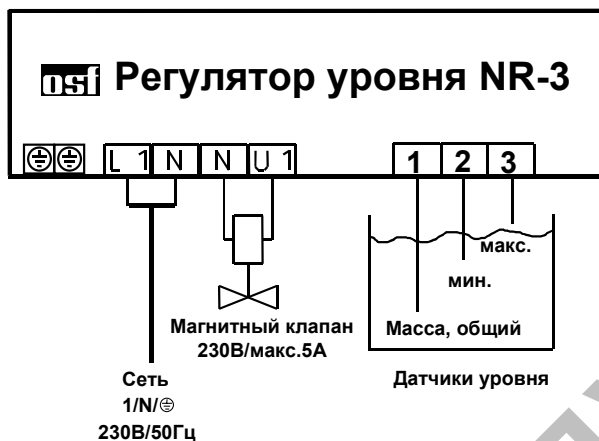 osf Регулятор уровня NR-3
L 1 N N U 1 1 2 3
макс.
мин.
Магнитный клапан
230В/макс.5А
Масса, общий
Сеть
1/N/⏚
230В/50Гц
Датчики уровня